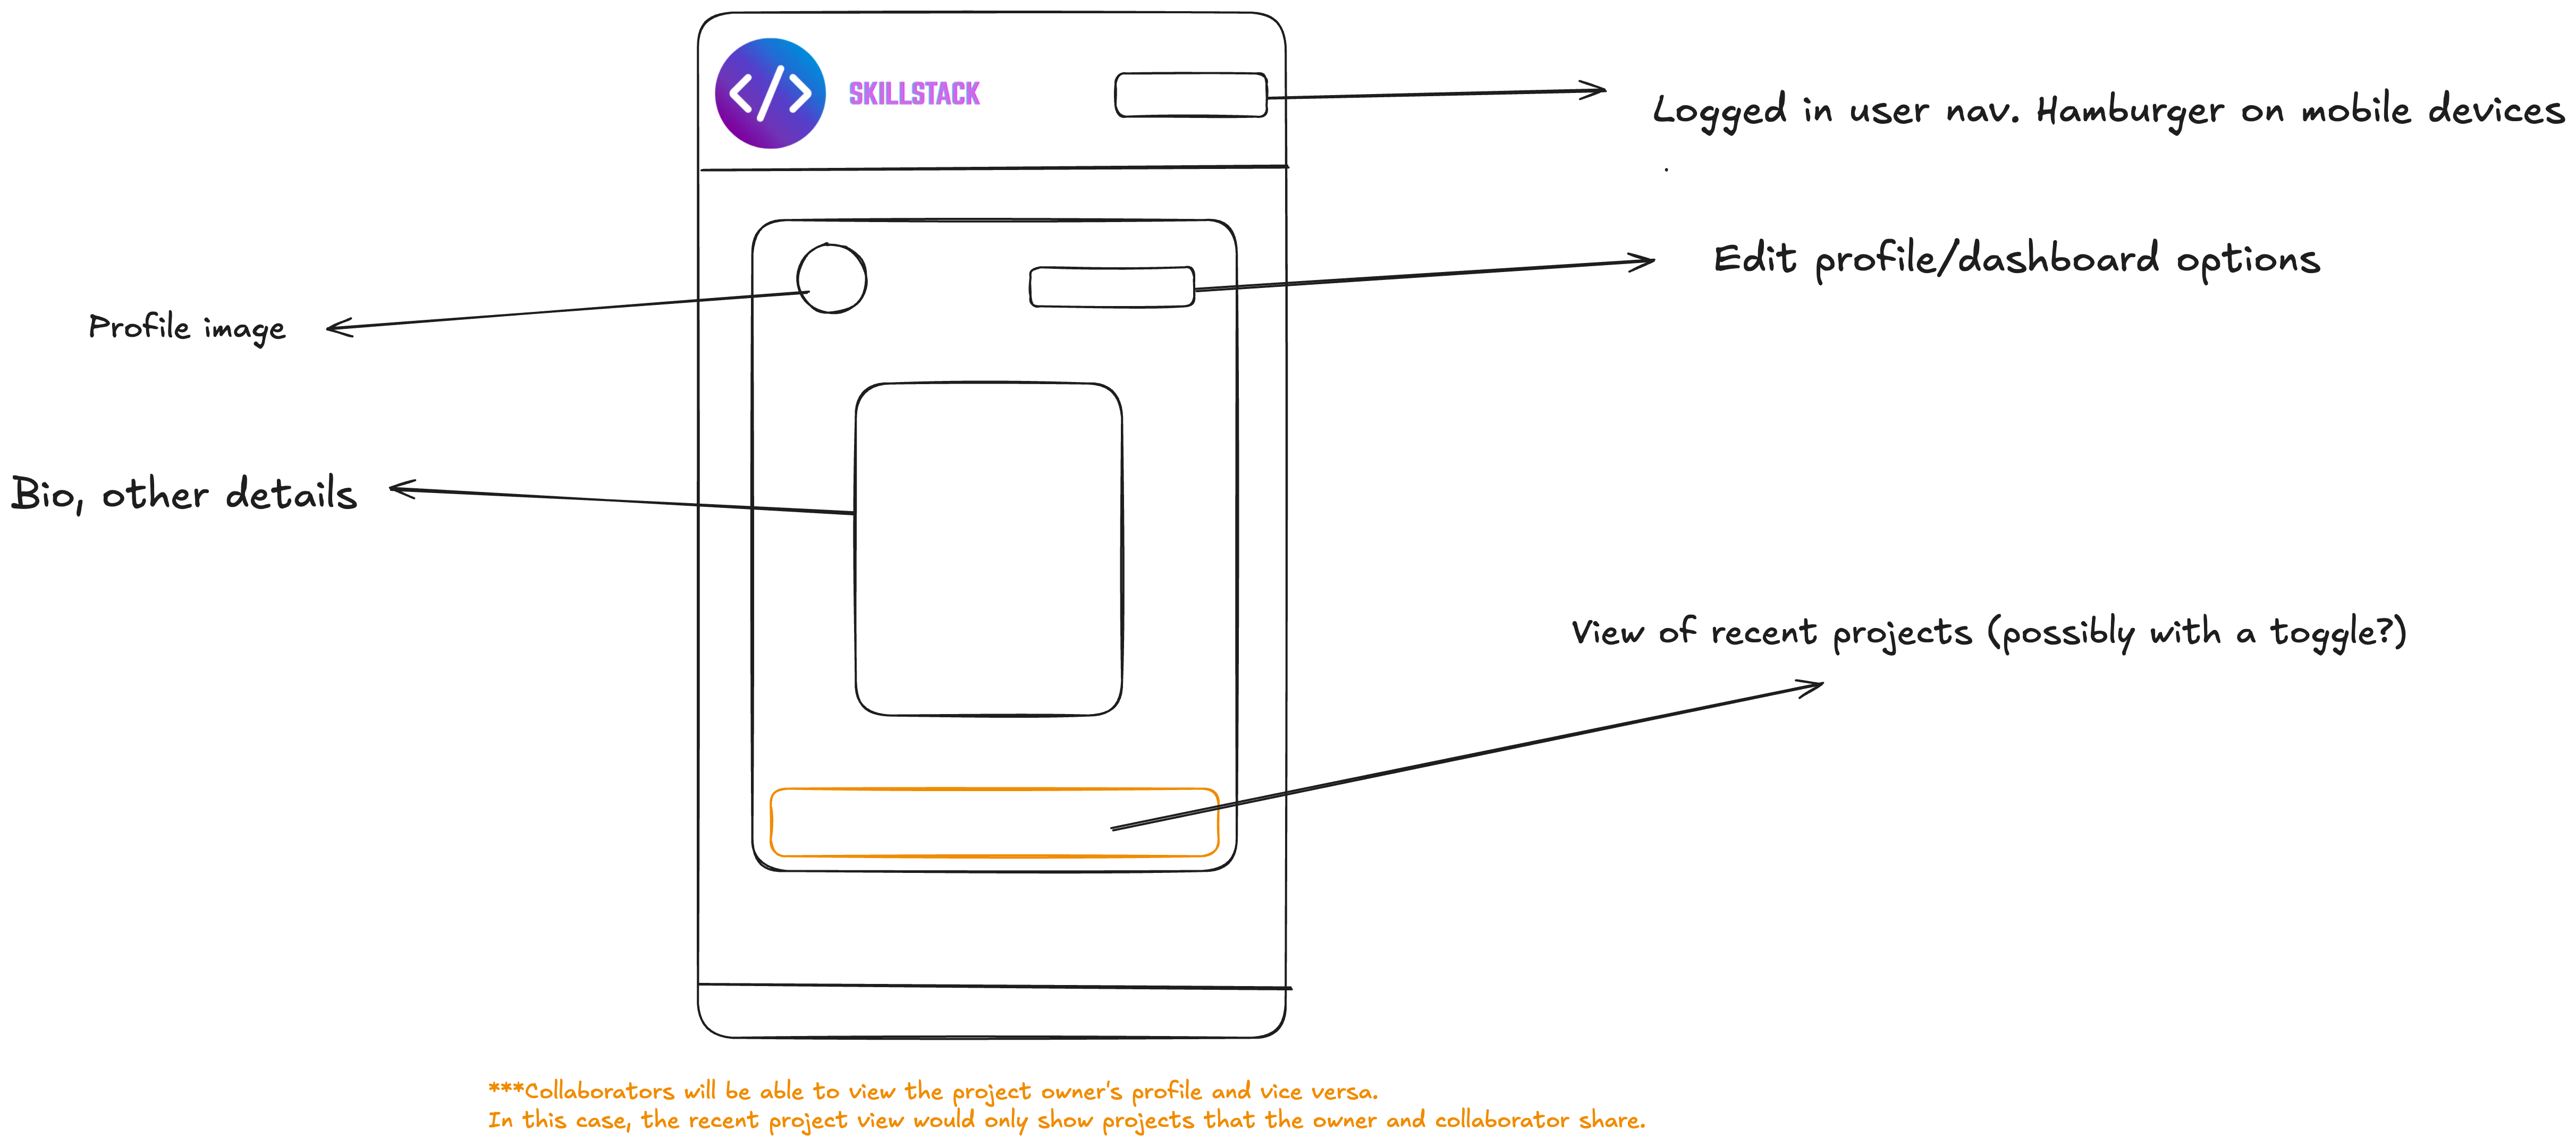 SKILLSTACK
Logged in user nav. Hamburger on mobile devices
.
Edit profile/dashboard options
Profile image
Bio, other details
View of recent projects (possibly with a toggle?)
***Collaborators will be able to view the project owner's profile and vice versa.
In this case, the recent project view would only show projects that the owner and collaborator share.